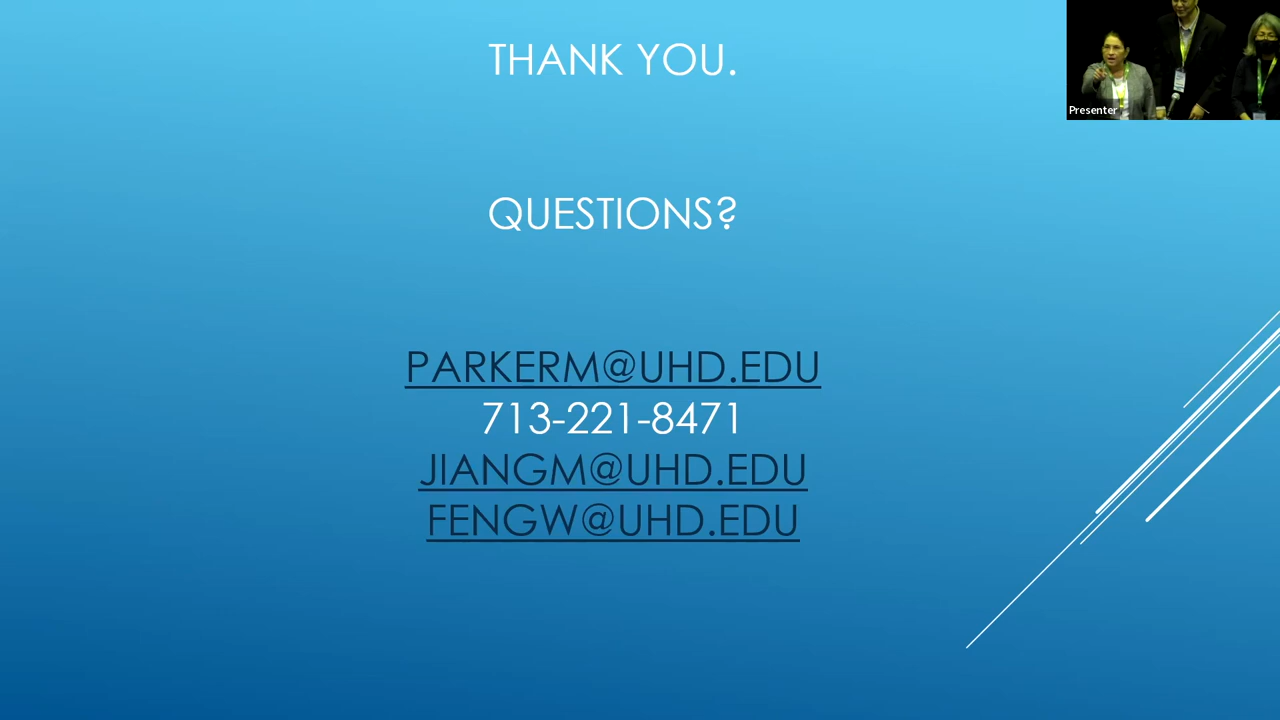 THANK YOU.
QUESTIONS?
PARKERM@UHD.EDU
713-221-8471
JIANGM@UHD.EDU
FENGW@UHD.EDU
Presenter